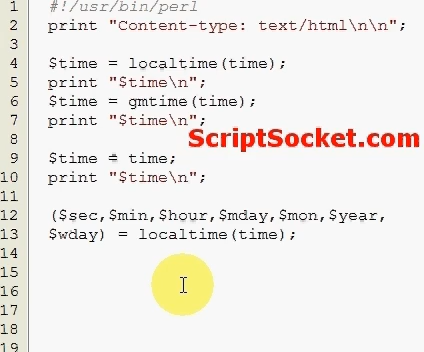 1 #!/usr/bin/perl
2 print "Content-type: text/html\n\n";
3
4 $time = localtime(time);
5 print "$time\n";
6 $time = gmtime(time);
7 print "$time\n";
8
ScriptSocket.com
9 $time = time;
10 print "$time\n";
11
12 ($sec,$min,$hour,$mday,$mon,$year,
13 $wday) = localtime(time);
14
15
16
17
18
19